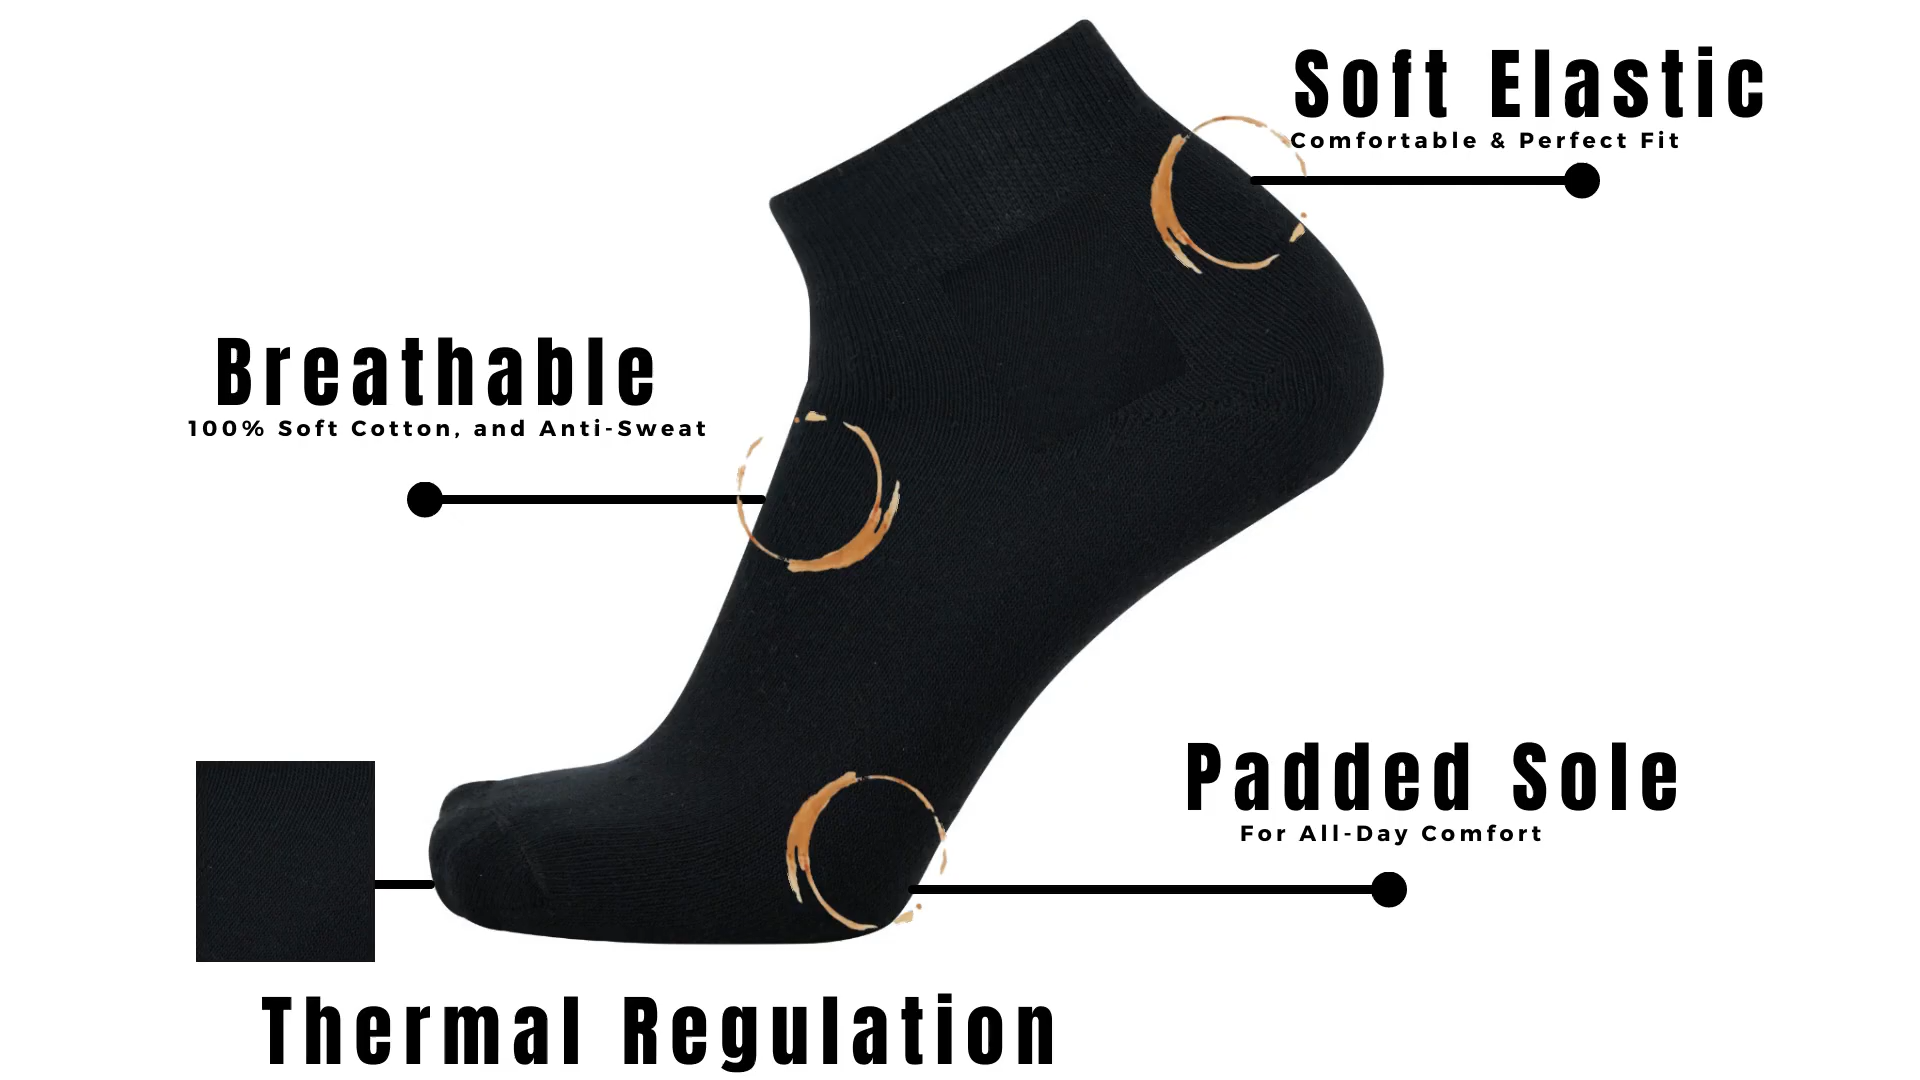 Soft Elastic
Comfortable & Perfect Fit
Breathable
100% Soft Cotton, and Anti-Sweat
Padded Sole
For All-Day Comfort
Thermal Regulation